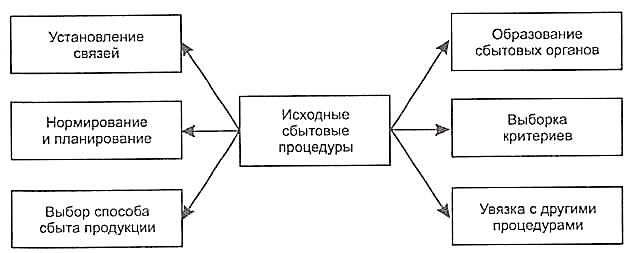 Установление
связей
Нормирование
и планирование
Выбор способа
сбыта продукции
Исходные
сбытовые
процедуры
Образование
сбытовых органов
Выборка
критериев
Увязка с другими
процедурами